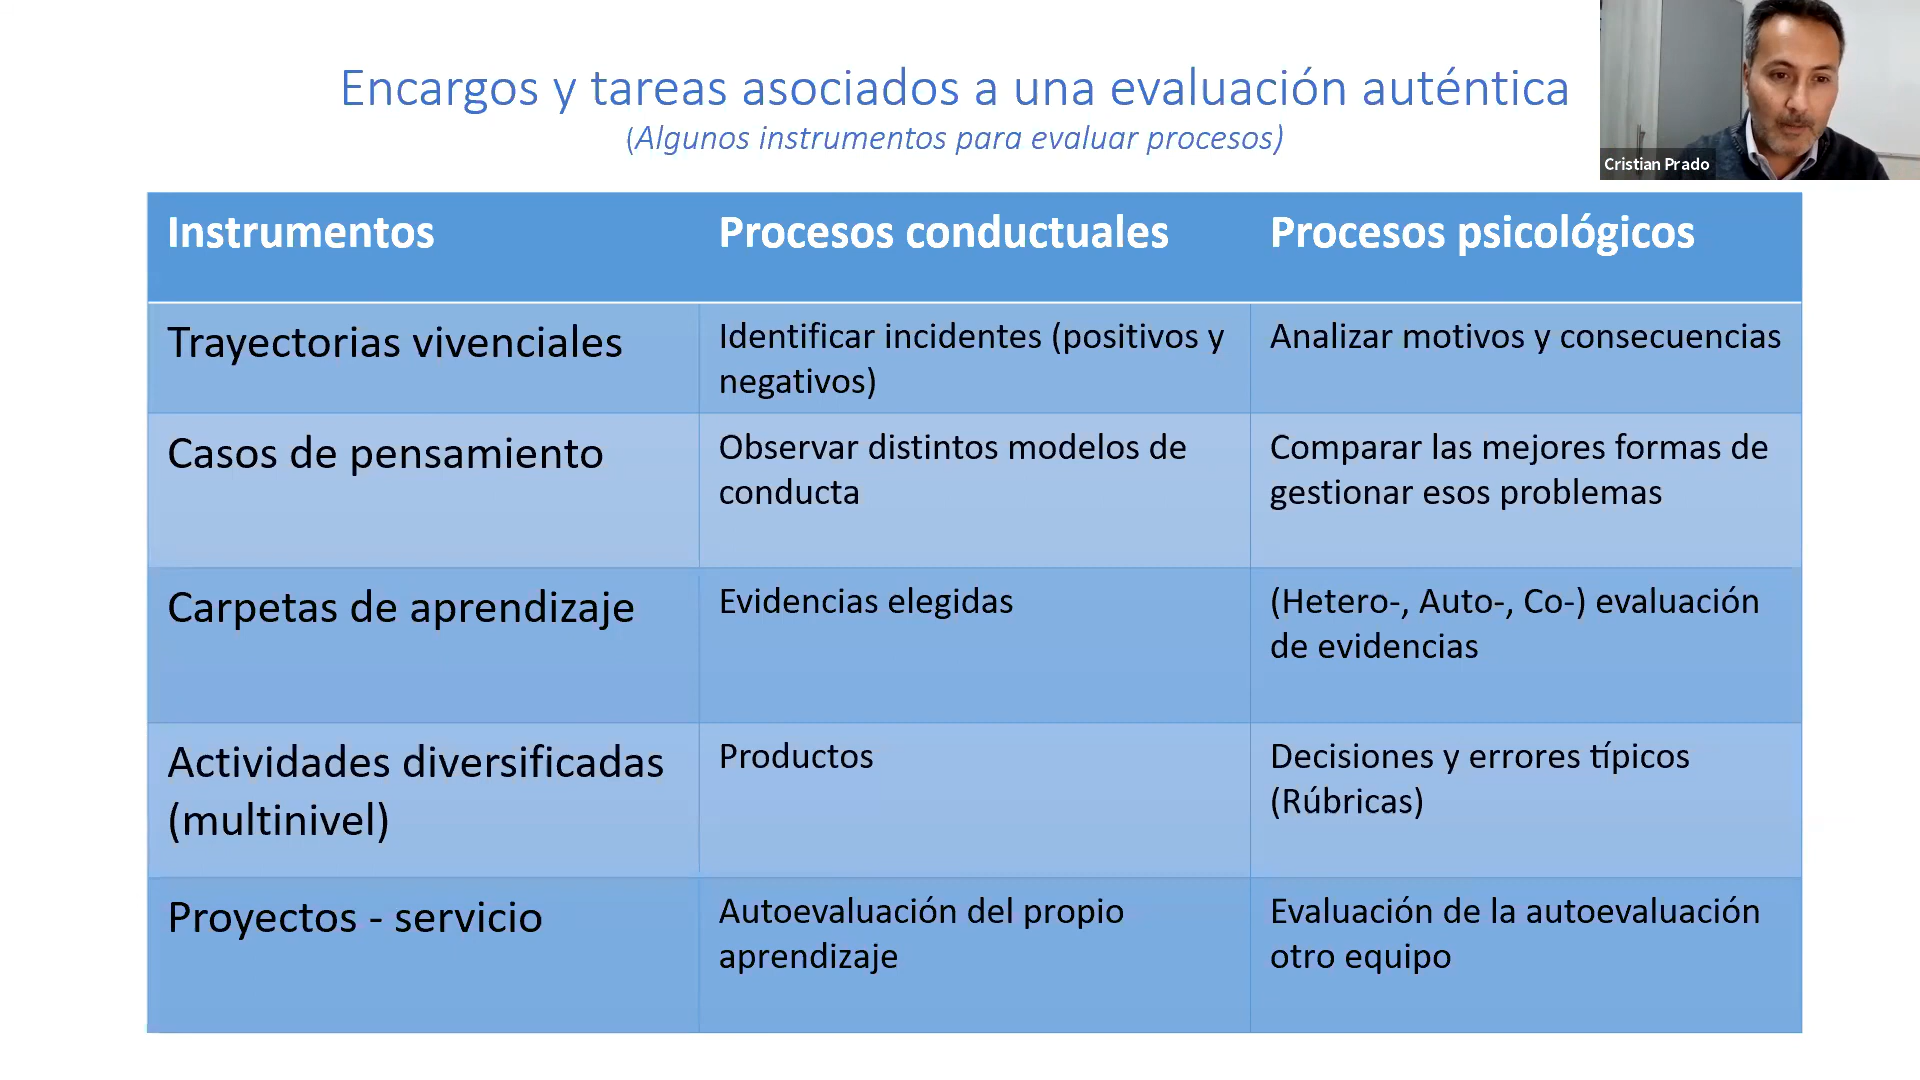 Encargos y tareas asociados a una evaluación auténtica
(Algunos instrumentos para evaluar procesos)
Cristian Prado
Instrumentos
Procesos conductuales
Procesos psicológicos
Trayectorias vivenciales
Identificar incidentes (positivos y
negativos)
Analizar motivos y consecuencias
Casos de pensamiento
Observar distintos modelos de
conducta
Comparar las mejores formas de
gestionar esos problemas
Carpetas de aprendizaje
Evidencias elegidas
(Hetero-, Auto-, Co-) evaluación
de evidencias
Actividades diversificadas
(multinivel)
Productos
Decisiones y errores típicos
(Rúbricas)
Proyectos - servicio
Autoevaluación del propio
aprendizaje
Evaluación de la autoevaluación
otro equipo